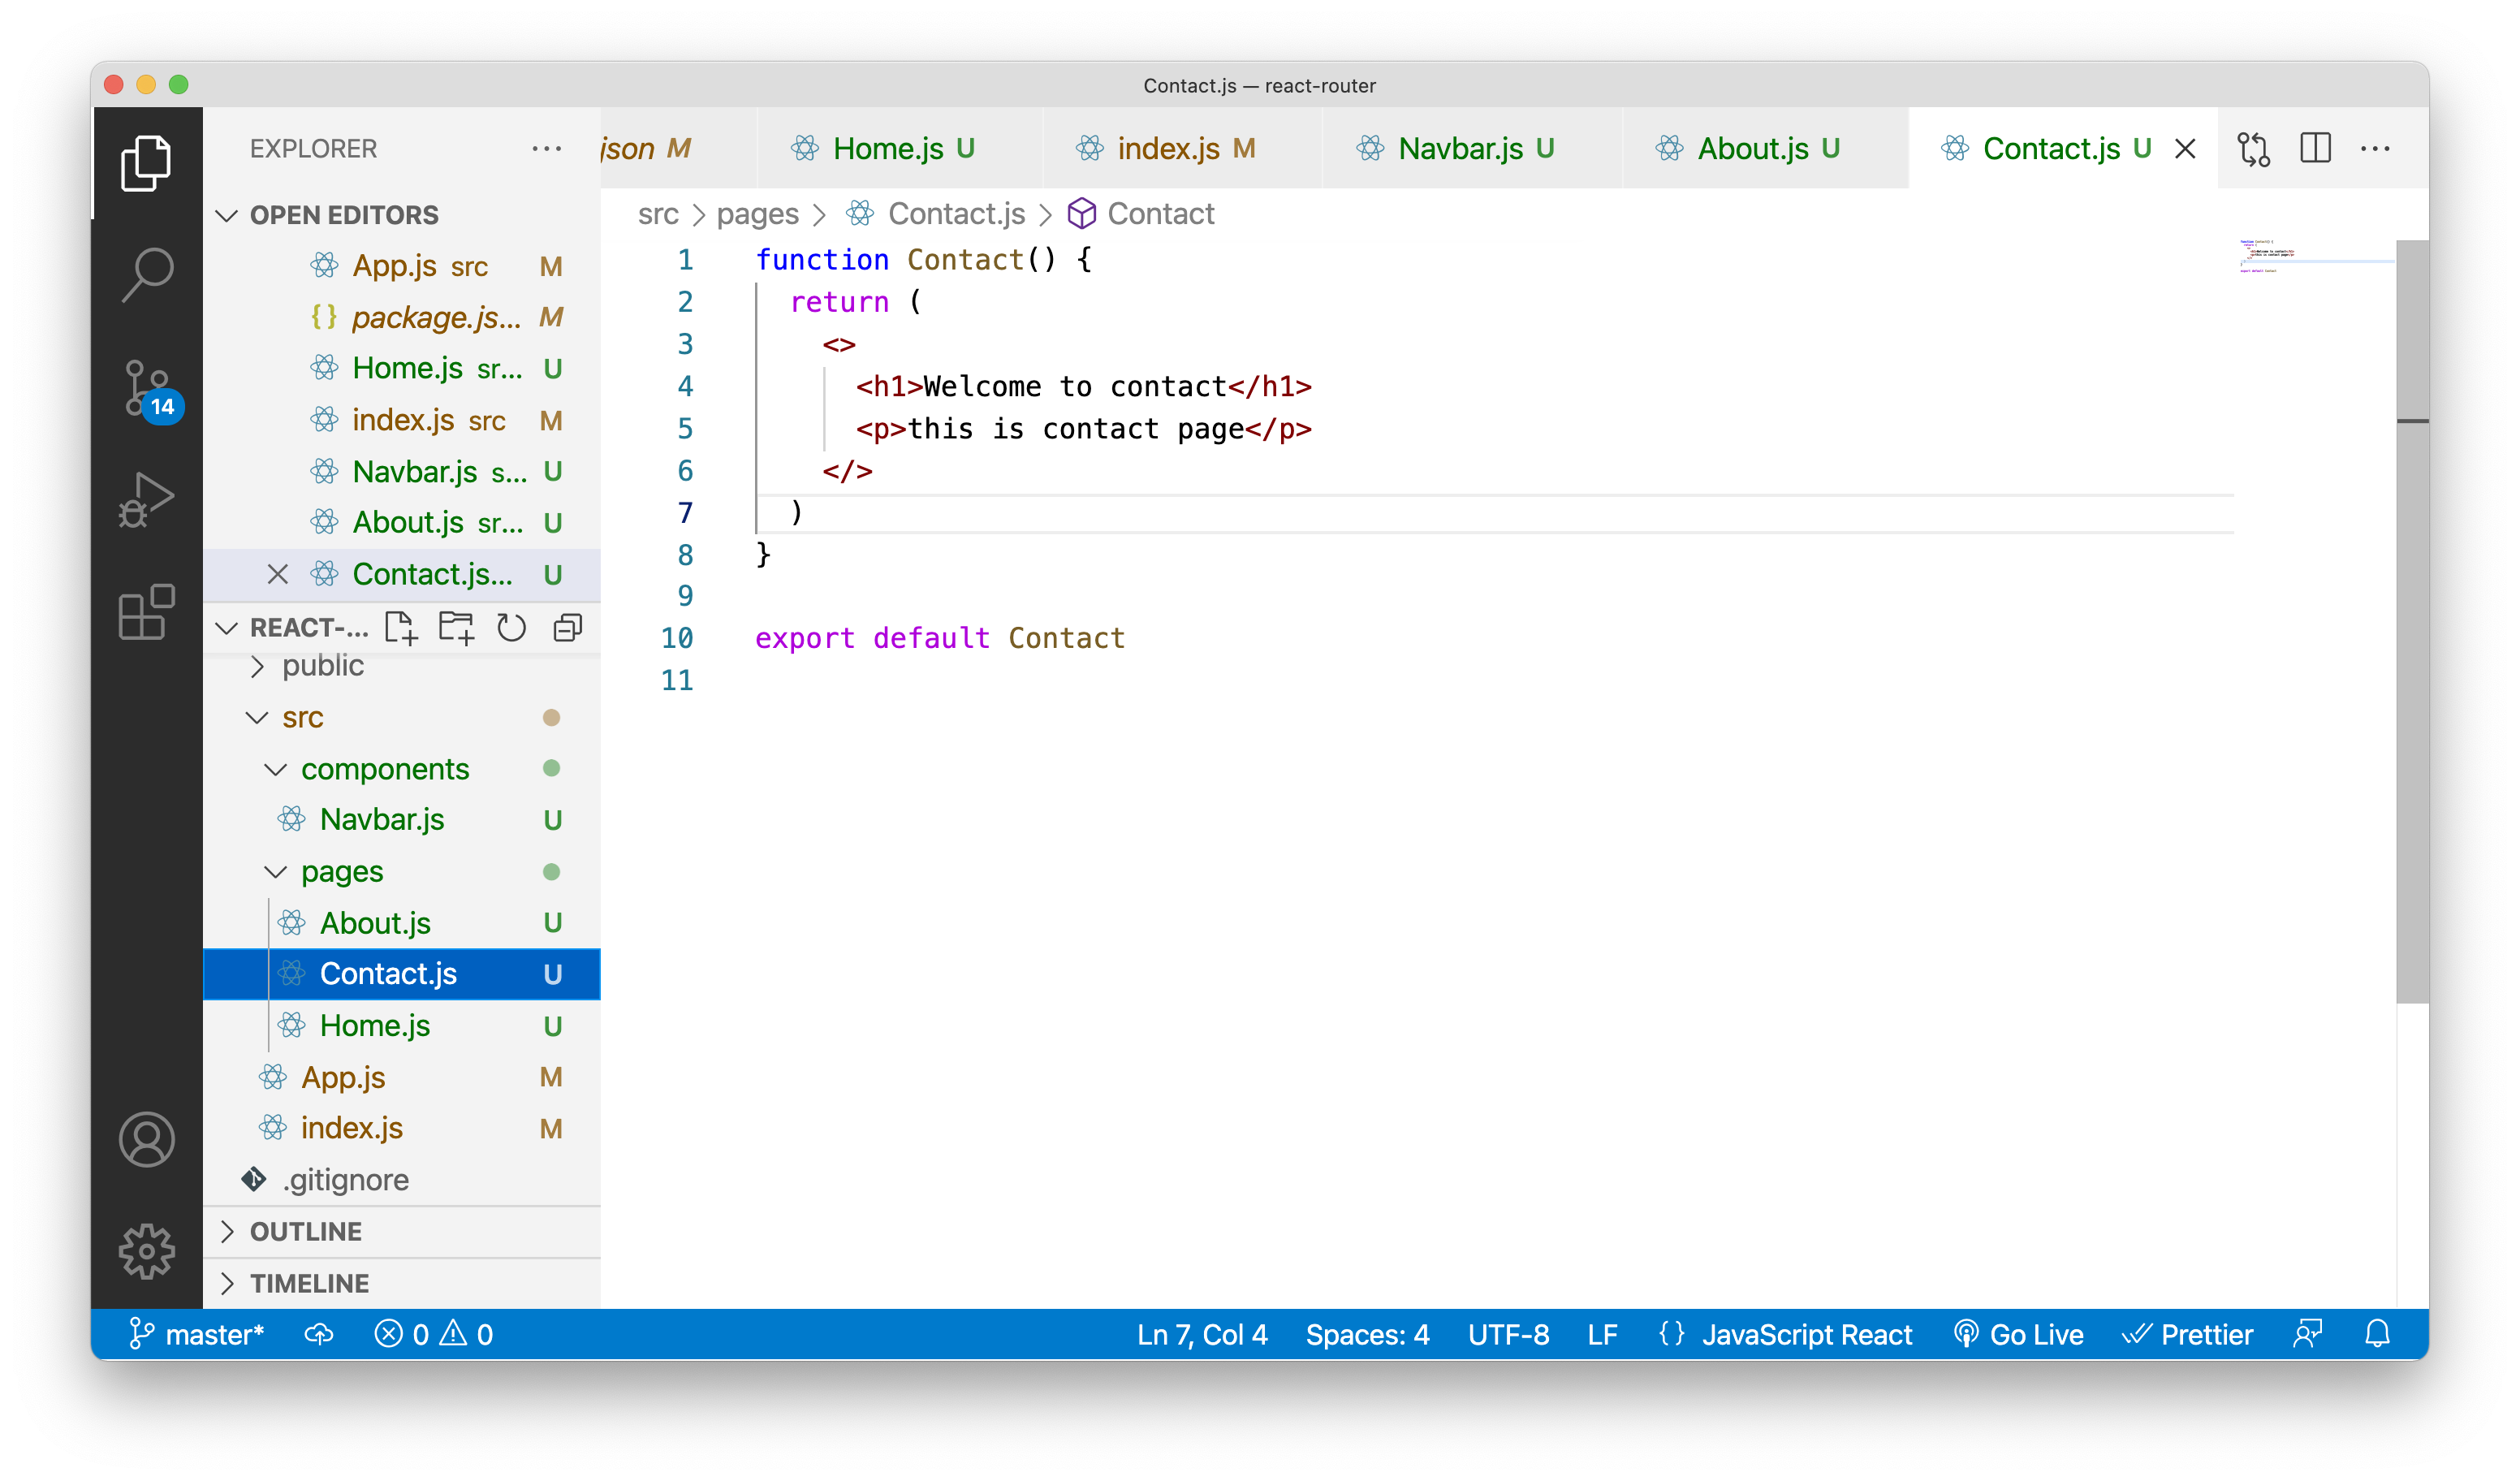 Contact.js — react-router
EXPLORER
json M
Home.js U
index.js M
Navbar.js U
About.js U
Contact.js U
OPEN EDITORS
App.js src M
{} package.js... M
Home.js sr... U
index.js src M
Navbar.js s... U
About.js sr... U
Contact.js... U
REACT-...
public
src
components
Navbar.js U
pages
About.js U
Contact.js U
Home.js U
App.js M
index.js M
.gitignore
OUTLINE
TIMELINE
14
src > pages > Contact.js > Contact
1 function Contact() {
2 return (
3 <>
4 <h1>Welcome to contact</h1>
5 <p>this is contact page</p>
6 </>
7 )
8 }
9
10 export default Contact
11
master* 0 0 Ln 7, Col 4 Spaces: 4 UTF-8 LF {} JavaScript React Go Live Prettier